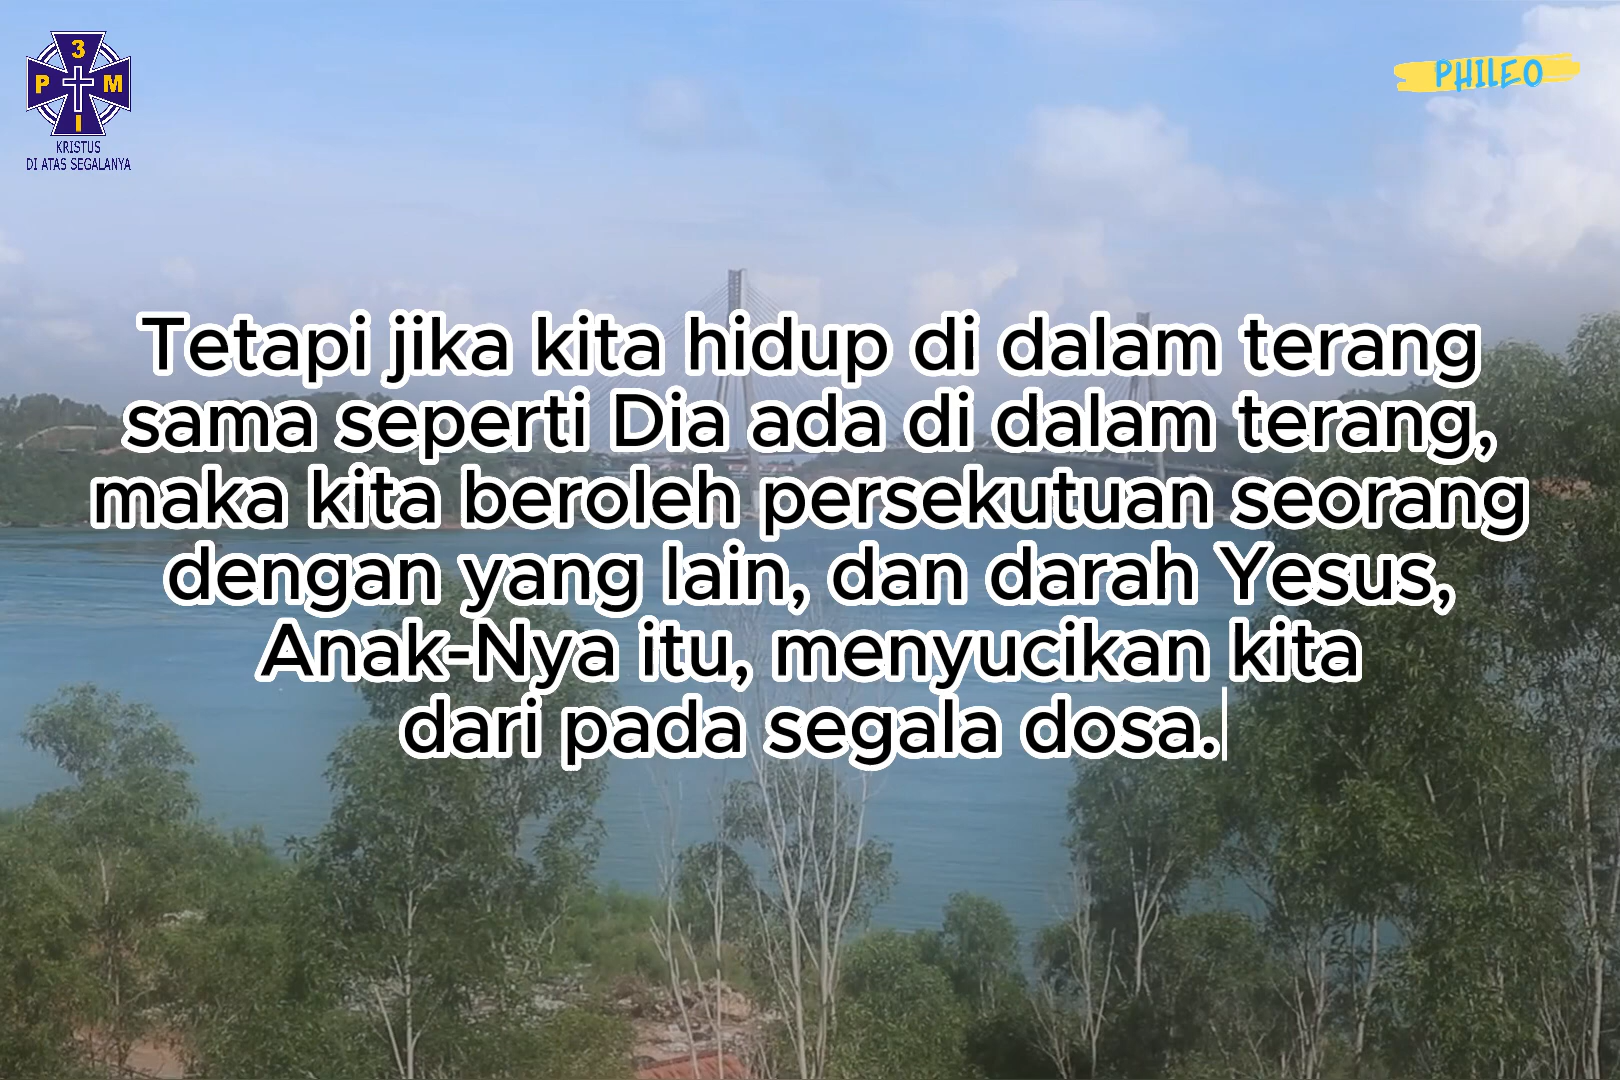 3
P M
I
KRISTUS
DI ATAS SEGALANYA
PHILEO
Tetapi jika kita hidup di dalam terang
sama seperti Dia ada di dalam terang,
maka kita beroleh persekutuan seorang
dengan yang lain, dan darah Yesus,
Anak-Nya itu, menyucikan kita
dari pada segala dosa.